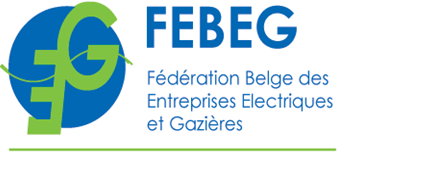 FEBEG
Fédération Belge des
Entreprises Electriques
et Gazières